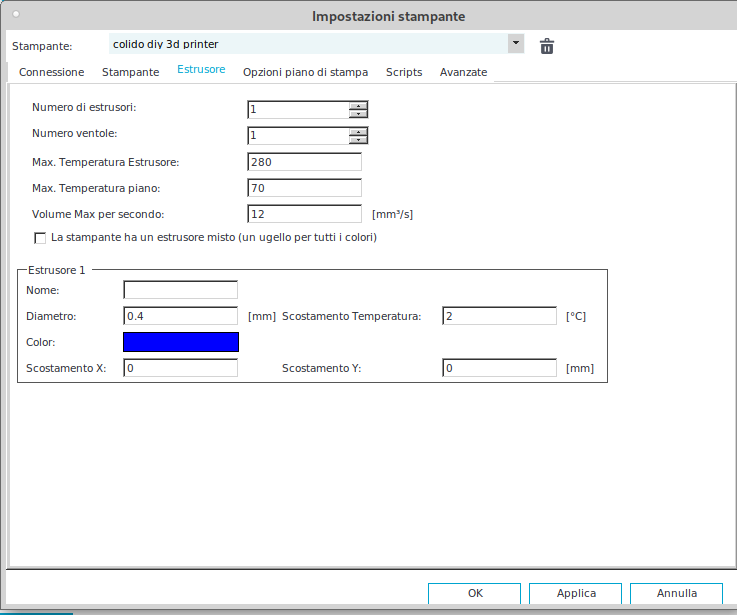 Impostazioni stampante
Stampante: colido diy 3d printer
Connessione Stampante Estrusore Opzioni piano di stampa Scripts Avanzate
Numero di estrusori: 1
Numero ventole: 1
Max. Temperatura Estrusore: 280
Max. Temperatura piano: 70
Volume Max per secondo: 12 [mm³/s]
La stampante ha un estrusore misto (un ugello per tutti i colori)
Estrusore 1
Nome:
Diametro: 0.4 [mm] Scostamento Temperatura: 2 [°C]
Color:
Scostamento X: 0 Scostamento Y: 0 [mm]
OK Applica Annulla